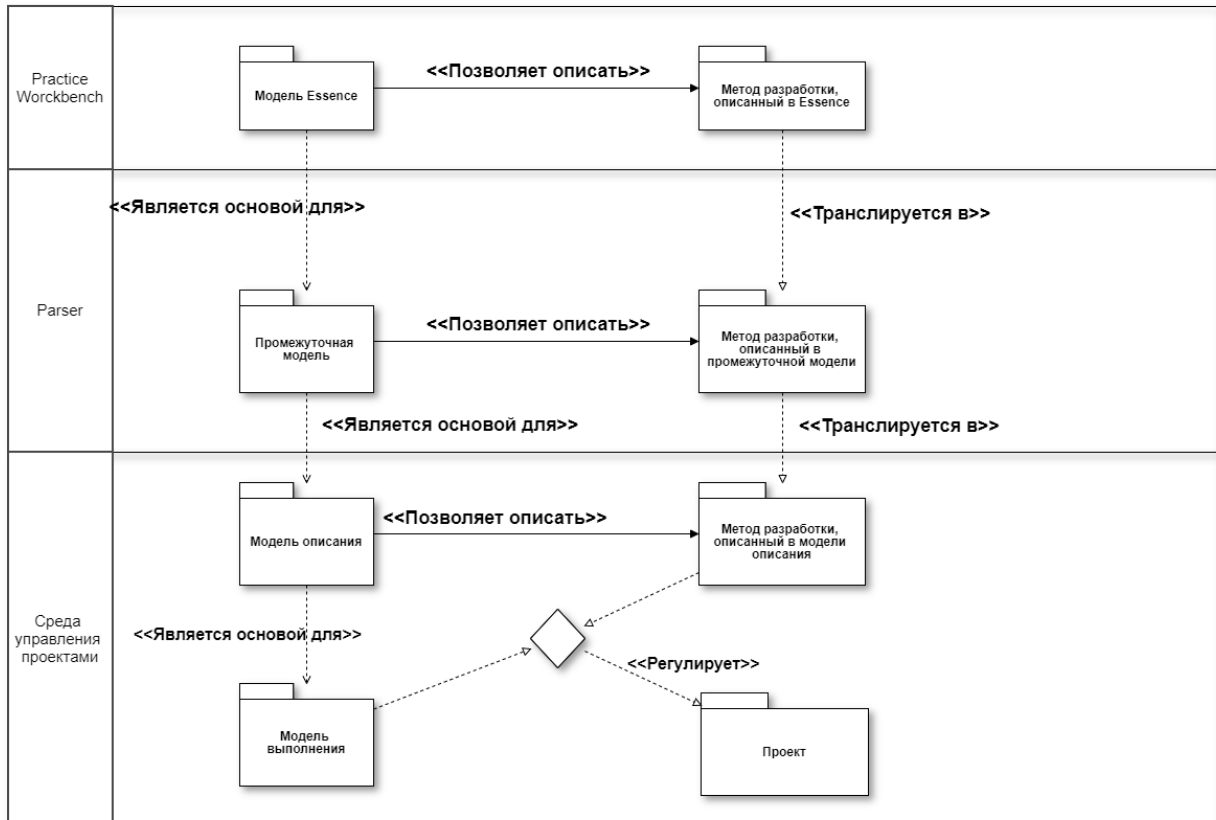 Practice
Worckbench
Модель Essence
<<Позволяет описать>>
Метод разработки,
описанный в Essence
<<Является основой для>>
<<Транслируется в>>
Parser
Промежуточная
модель
<<Позволяет описать>>
Метод разработки,
описанный в
промежуточной модели
<<Является основой для>>
<<Транслируется в>>
Среда
управления
проектами
Модель описания
<<Позволяет описать>>
Метод разработки,
описанный в модели
описания
<<Является основой для>>
<<Регулирует>>
Модель
выполнения
Проект